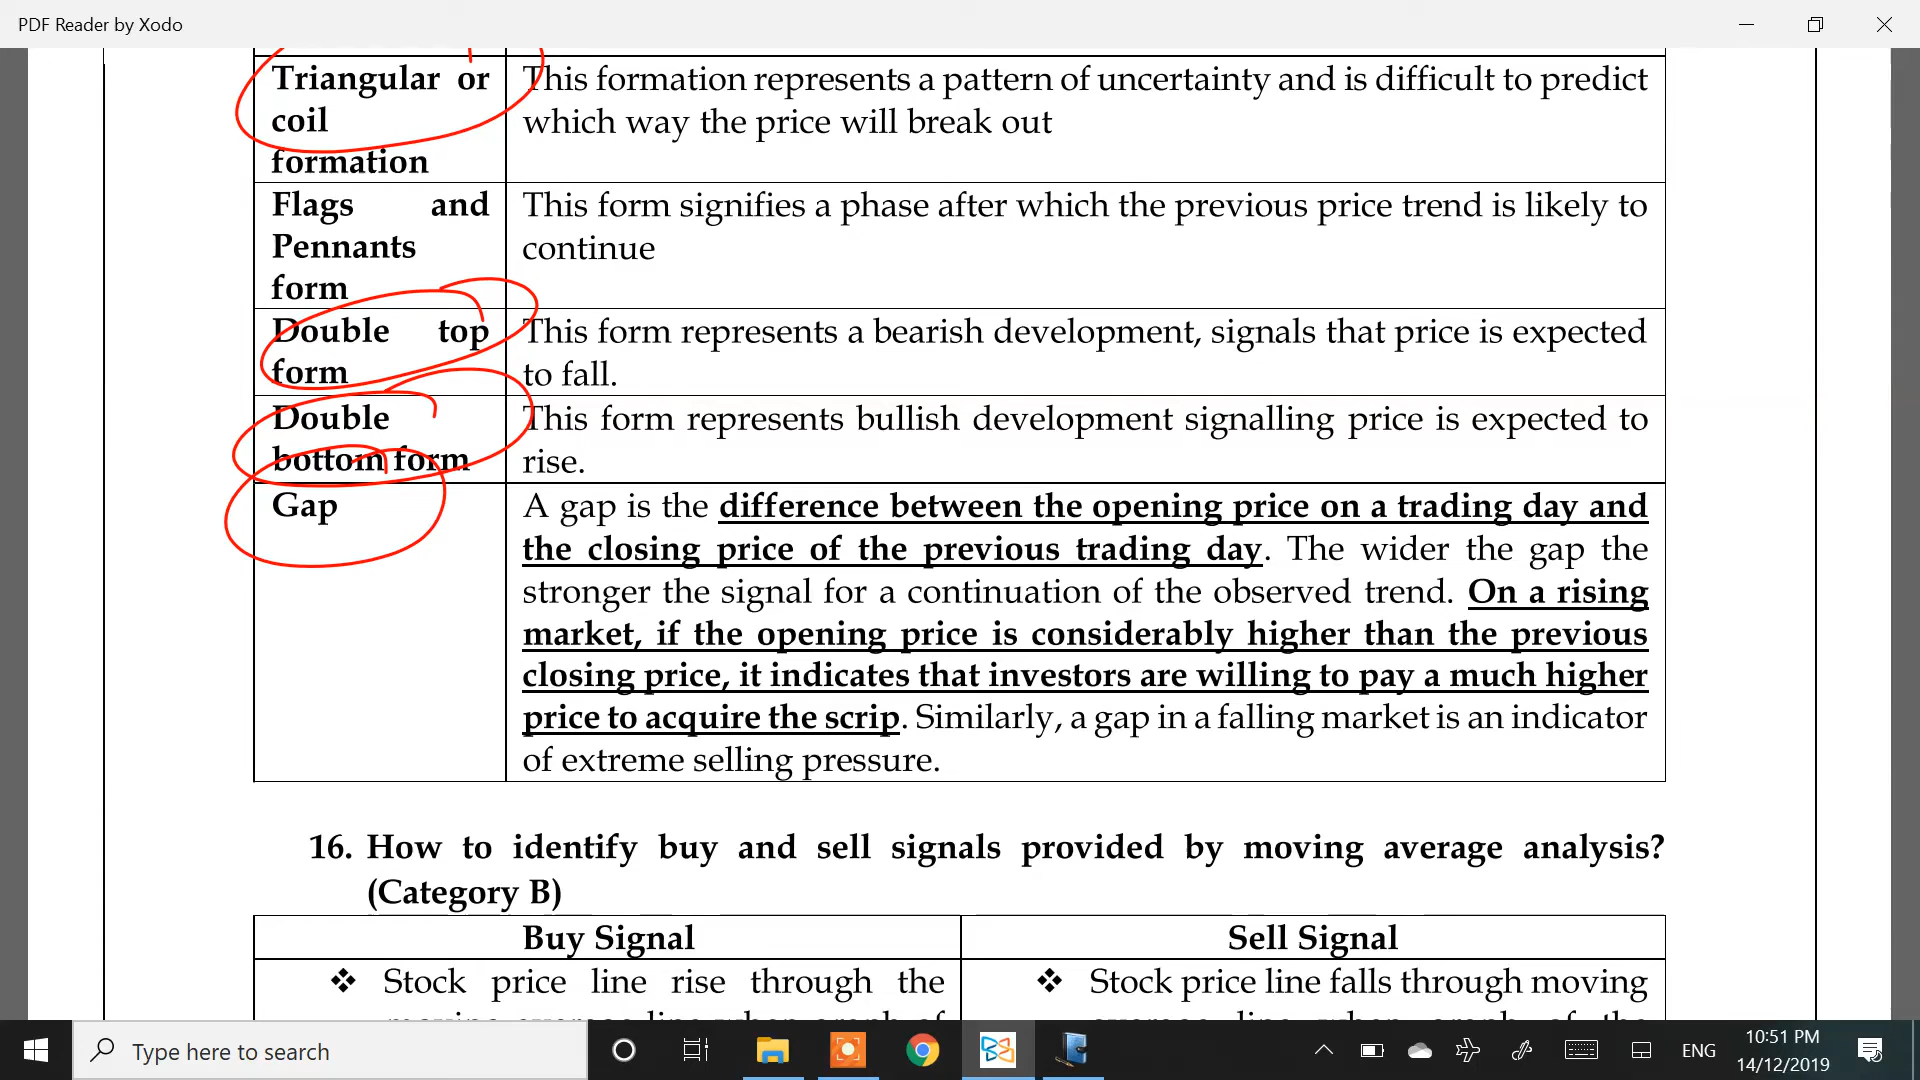 PDF Reader by Xodo
Triangular or
coil
formation
This formation represents a pattern of uncertainty and is difficult to predict
which way the price will break out
Flags and
Pennants
form
This form signifies a phase after which the previous price trend is likely to
continue
Double top
form
This form represents a bearish development, signals that price is expected
to fall.
Double
bottom form
This form represents bullish development signalling price is expected to
rise.
Gap
A gap is the difference between the opening price on a trading day and
the closing price of the previous trading day. The wider the gap the
stronger the signal for a continuation of the observed trend. On a rising
market, if the opening price is considerably higher than the previous
closing price, it indicates that investors are willing to pay a much higher
price to acquire the scrip. Similarly, a gap in a falling market is an indicator
of extreme selling pressure.
16. How to identify buy and sell signals provided by moving average analysis?
(Category B)
Buy Signal
Sell Signal
❖ Stock price line rise through the
❖ Stock price line falls through moving
Type here to search
ENG
10:51 PM
14/12/2019